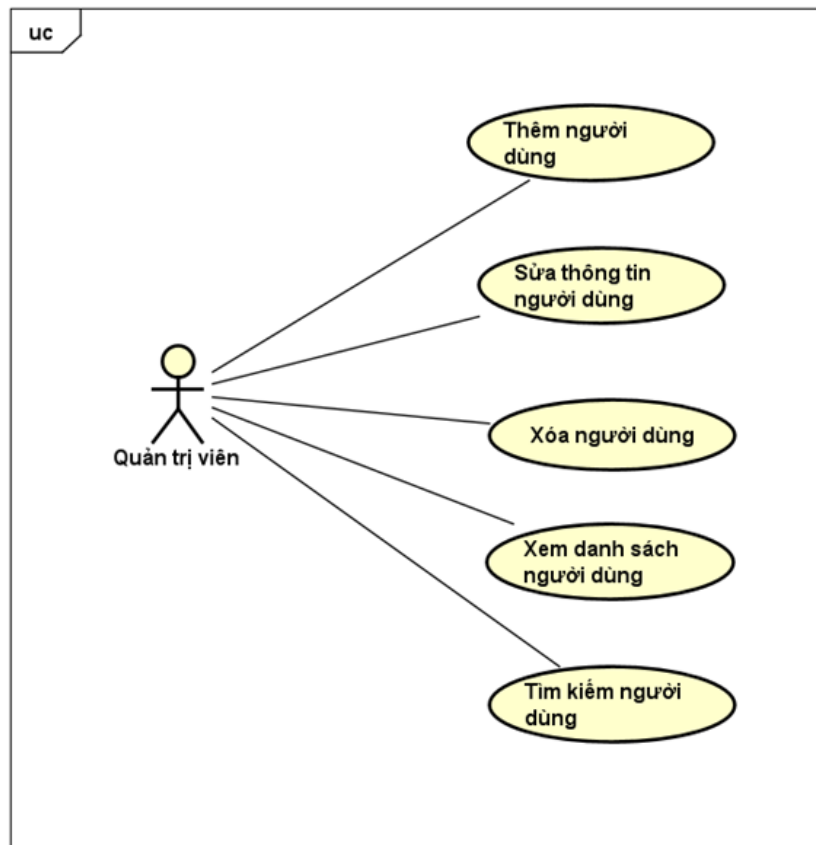 uc
Thêm người
dùng
Sửa thông tin
người dùng
Xóa người dùng
Quản trị viên
Xem danh sách
người dùng
Tìm kiếm người
dùng